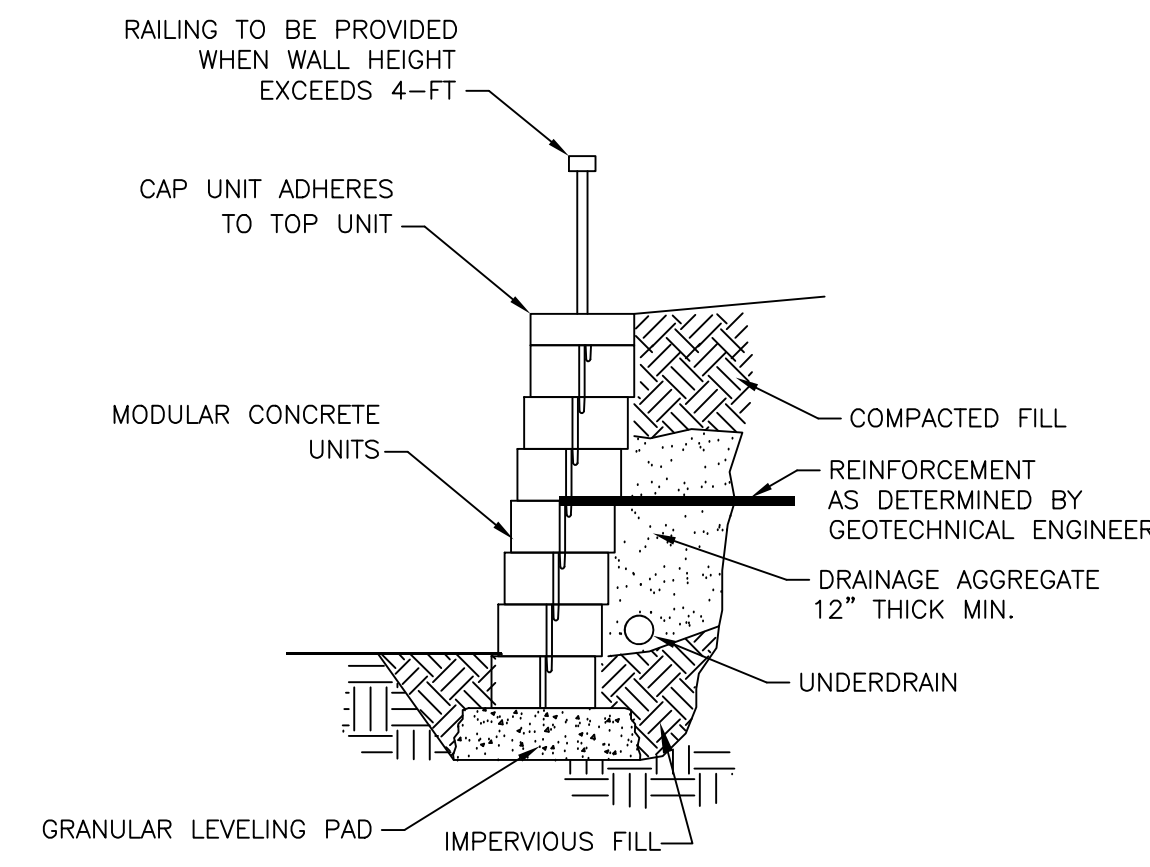 RAILING TO BE PROVIDED
WHEN WALL HEIGHT
EXCEEDS 4-FT
CAP UNIT ADHERES
TO TOP UNIT
MODULAR CONCRETE
UNITS
COMPACTED FILL
REINFORCEMENT
AS DETERMINED BY
GEOTECHNICAL ENGINEER
DRAINAGE AGGREGATE
12" THICK MIN.
UNDERDRAIN
GRANULAR LEVELING PAD
IMPERVIOUS FILL